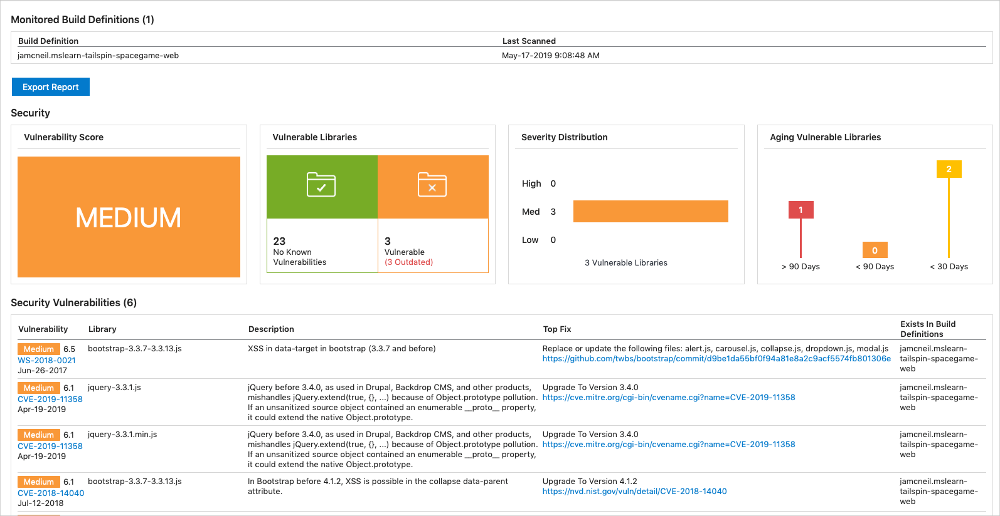 Monitored Build Definitions (1)
Build Definition
Last Scanned
jamcneil.mslearn-tailspin-spacegame-web
May-17-2019 9:08:48 AM
Export Report
Security
Vulnerability Score
MEDIUM
Vulnerable Libraries
23
No Known
Vulnerabilities
3
Vulnerable
(3 Outdated)
Severity Distribution
High 0
Med 3
Low 0
3 Vulnerable Libraries
Aging Vulnerable Libraries
1
0
2
> 90 Days
< 90 Days
< 30 Days
Security Vulnerabilities (6)
Vulnerability
Library
Description
Top Fix
Exists In Build
Definitions
Medium 6.5
WS-2018-0021
Jun-26-2017
bootstrap-3.3.7-3.3.13.js
XSS in data-target in bootstrap (3.3.7 and before)
Replace or update the following files: alert.js, carousel.js, collapse.js, dropdown.js, modal.js
https://github.com/twbs/bootstrap/commit/d9be1da55bf0f94a81e8a2c9acf5574fb801306e
jamcneil.mslearn-
tailspin-spacegame-
web
Medium 6.1
CVE-2019-11358
Apr-19-2019
jquery-3.3.1.js
jQuery before 3.4.0, as used in Drupal, Backdrop CMS, and other products,
mishandles jQuery.extend(true, {}, ...) because of Object.prototype pollution.
If an unsanitized source object contained an enumerable __proto__ property,
it could extend the native Object.prototype.
Upgrade To Version 3.4.0
https://cve.mitre.org/cgi-bin/cvename.cgi?name=CVE-2019-11358
jamcneil.mslearn-
tailspin-spacegame-
web
Medium 6.1
CVE-2019-11358
Apr-19-2019
jquery-3.3.1.min.js
jQuery before 3.4.0, as used in Drupal, Backdrop CMS, and other products,
mishandles jQuery.extend(true, {}, ...) because of Object.prototype pollution.
If an unsanitized source object contained an enumerable __proto__ property,
it could extend the native Object.prototype.
Upgrade To Version 3.4.0
https://cve.mitre.org/cgi-bin/cvename.cgi?name=CVE-2019-11358
jamcneil.mslearn-
tailspin-spacegame-
web
Medium 6.1
CVE-2018-14040
Jul-12-2018
bootstrap-3.3.7-3.3.13.js
In Bootstrap before 4.1.2, XSS is possible in the collapse data-parent
attribute.
Upgrade To Version 4.1.2
https://nvd.nist.gov/vuln/detail/CVE-2018-14040
jamcneil.mslearn-
tailspin-spacegame-
web